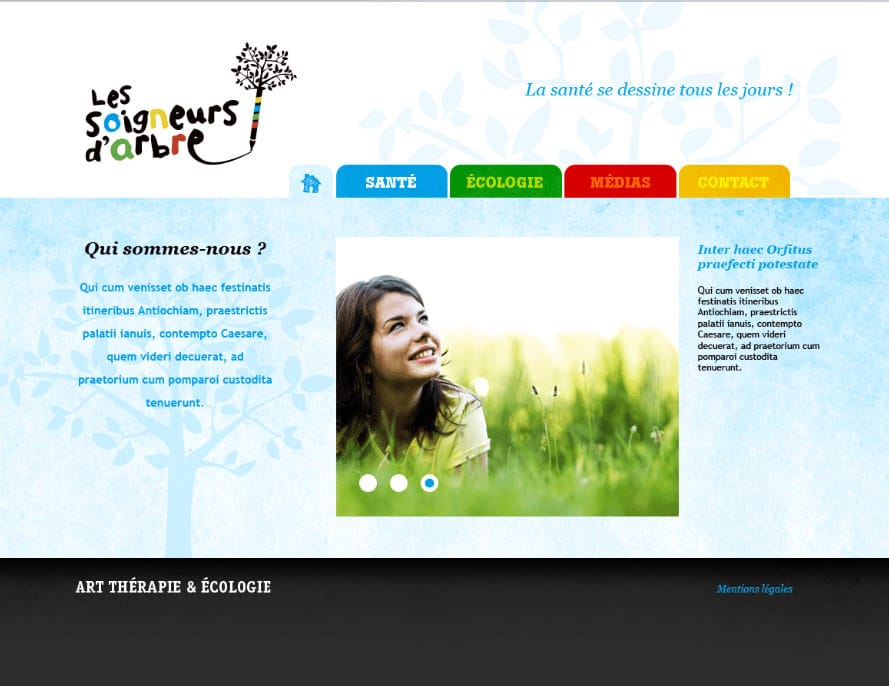 Les
Soigneurs
d'arbre
La santé se dessine tous les jours !
SANTÉ
ÉCOLOGIE
MÉDIAS
CONTACT
Qui sommes-nous ?
Qui cum venisset ob haec festinatis
itineribus Antiochiam, praestrictis
palatii ianuis, contempto Caesare,
quem videri decuerat, ad
praetorium cum pomparoi custodita
tenuerunt.
Inter haec Orfitus
praefecti potestate
Qui cum venisset ob haec
festinatis itineribus
Antiochiam, praestrictis
palatii ianuis, contempto
Caesare, quem videri
decuerat, ad praetorium cum
pomparoi custodita
tenuerunt.
ART THÉRAPIE & ÉCOLOGIE
Mentions légales